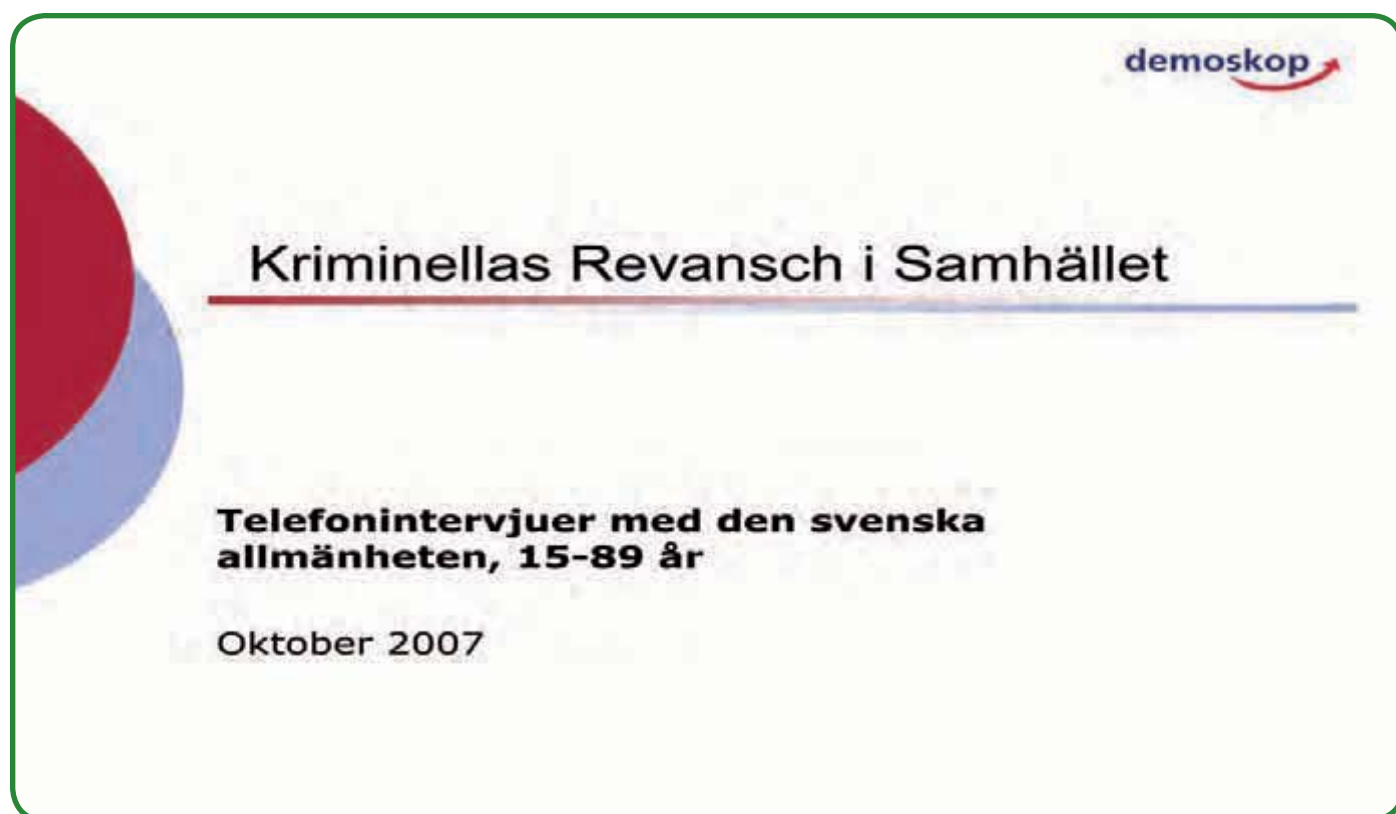 demoskop
Kriminellas Revansch i Samhället
Telefonintervjuer med den svenska
allmänheten, 15-89 år
Oktober 2007